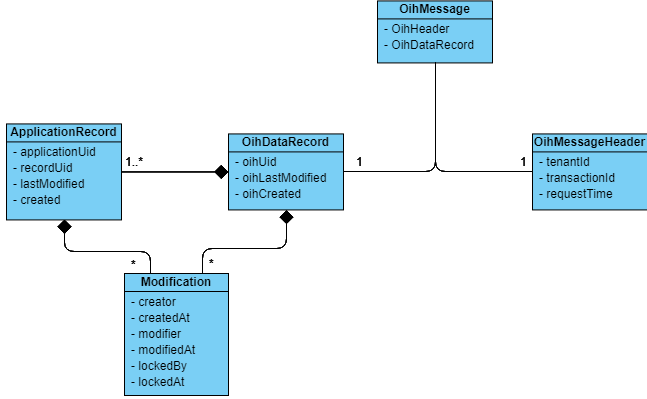 OihMessage
- OihHeader
- OihDataRecord
ApplicationRecord
- applicationUid
- recordUid
- lastModified
- created
1..*
OihDataRecord
- oihUid
- oihLastModified
- oihCreated
1
1
OihMessageHeader
- tenantId
- transactionId
- requestTime
*
*
Modification
- creator
- createdAt
- modifier
- modifiedAt
- lockedBy
- lockedAt